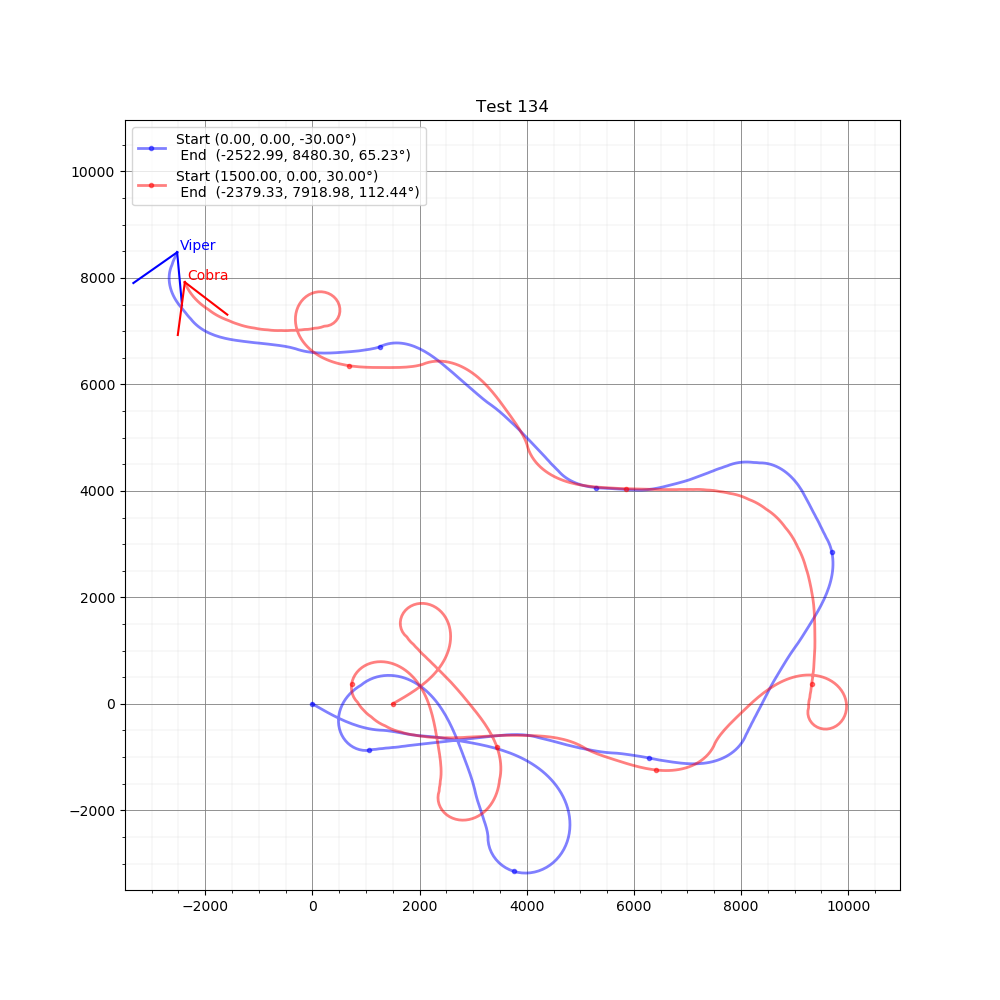 Test 134
Start (0.00, 0.00, -30.00°)
End (-2522.99, 8480.30, 65.23°)
Start (1500.00, 0.00, 30.00°)
End (-2379.33, 7918.98, 112.44°)
Viper
Cobra
10000
8000
6000
4000
2000
0
−2000
−2000
0
2000
4000
6000
8000
10000